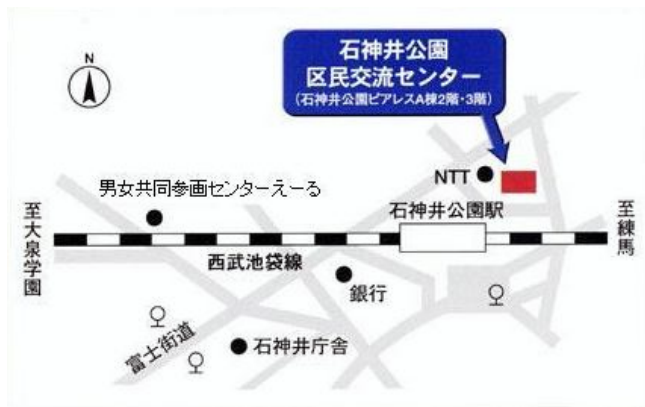 石神井公園
区民交流センター
(石神井公園ピアレスA棟2階・3階)
N
NTT
男女共同参画センターえーる
石神井公園駅
至大泉学園
至練馬
西武池袋線
銀行
富士街道
石神井庁舎